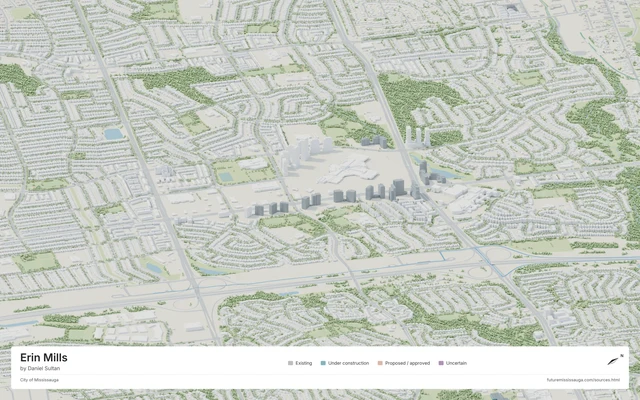 Erin Mills
by Daniel Sultan
Existing
Under construction
Proposed / approved
Uncertain
N
City of Mississauga
futuremississauga.com/sources.html